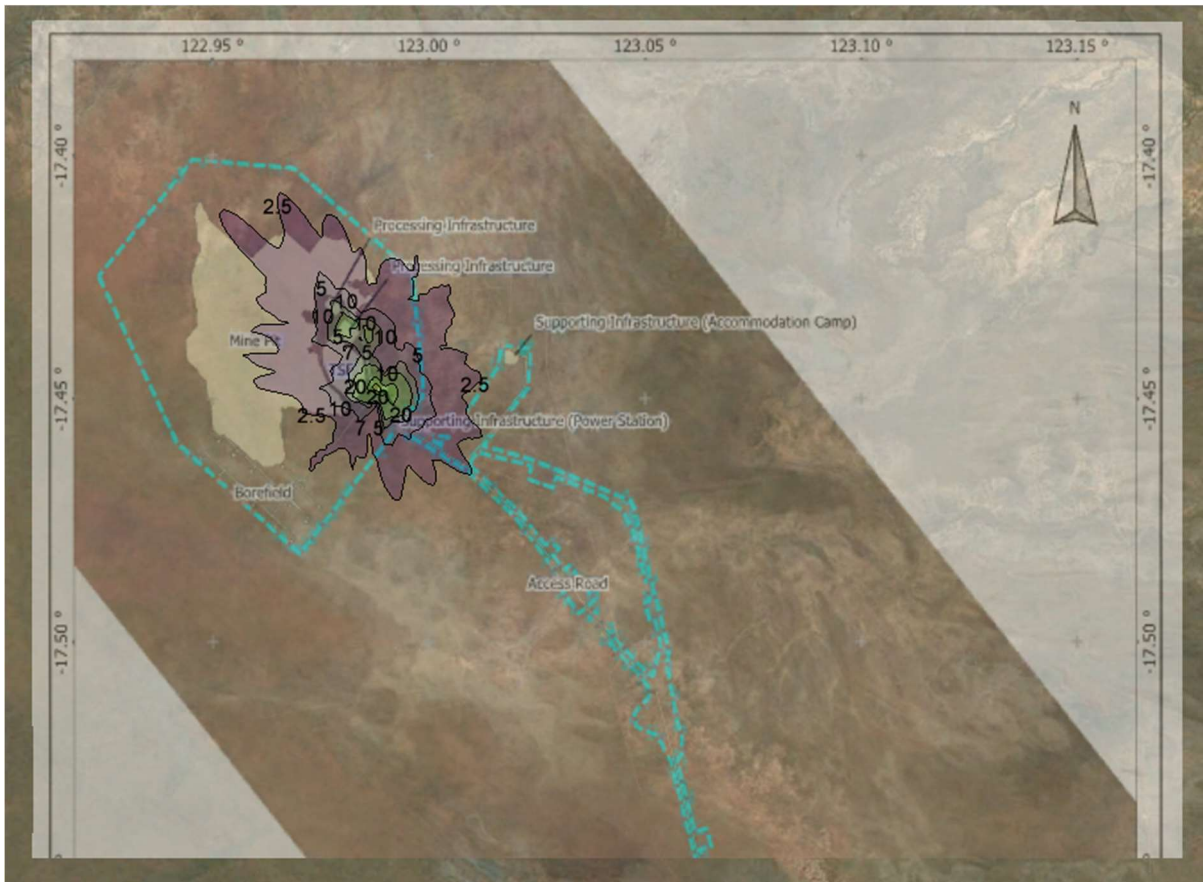 122.95 ° 123.00 ° 123.05 ° 123.10 ° 123.15 °
N
-17.40 ° -17.40 °
2.5
Processing Infrastructure
Processing Infrastructure
5
10
10 10
Supporting Infrastructure (Accommodation Camp)
5 10
Mine Pit
7.5 5
TSF
10
20 2.5
-17.45 ° -17.45 °
20
2.5 10 20
7.5 Supporting Infrastructure (Power Station)
Borefield
Access Road
-17.50 ° -17.50 °